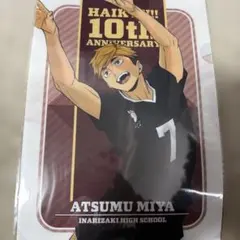 HAIKYU!!
10th
ANNIVERSARY
7
ATSUMU MIYA
INARIZAKI HIGH SCHOOL